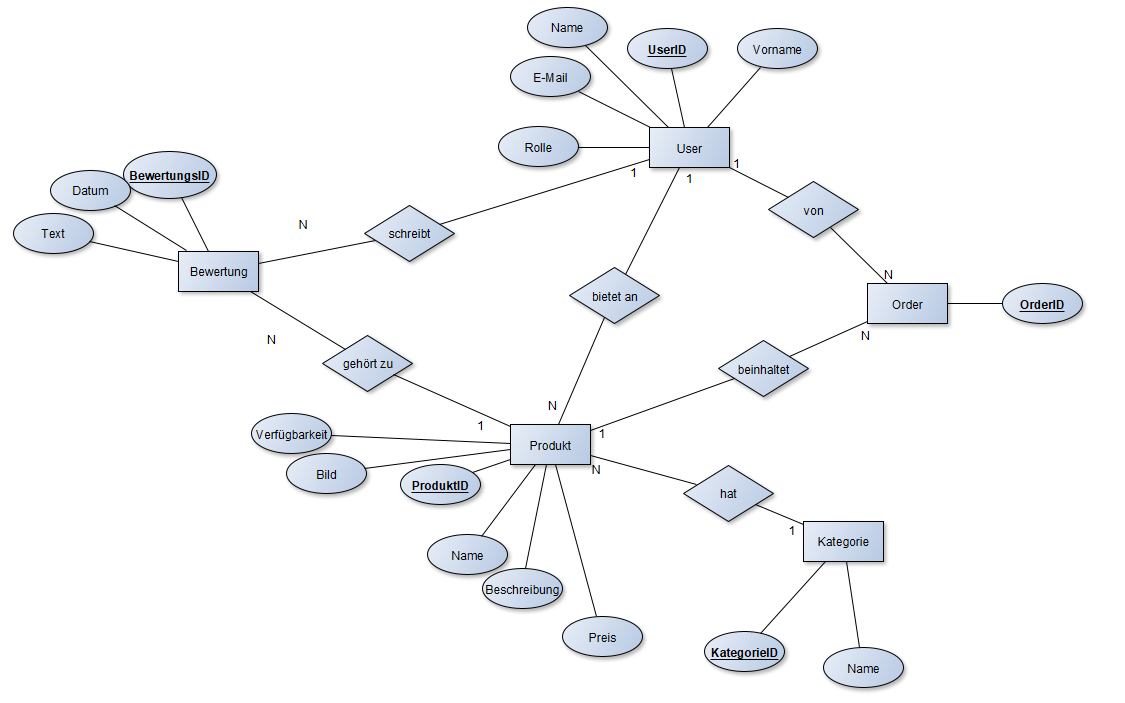 Name
UserID
Vorname
E-Mail
Rolle
User
1
1
1
BewertungsID
Datum
Text
Bewertung
N
schreibt
von
bietet an
N
Order
OrderID
N
N
gehört zu
beinhaltet
N
1
1
Verfügbarkeit
Produkt
Bild
ProduktID
N
hat
1
Kategorie
Name
Beschreibung
Preis
KategorieID
Name